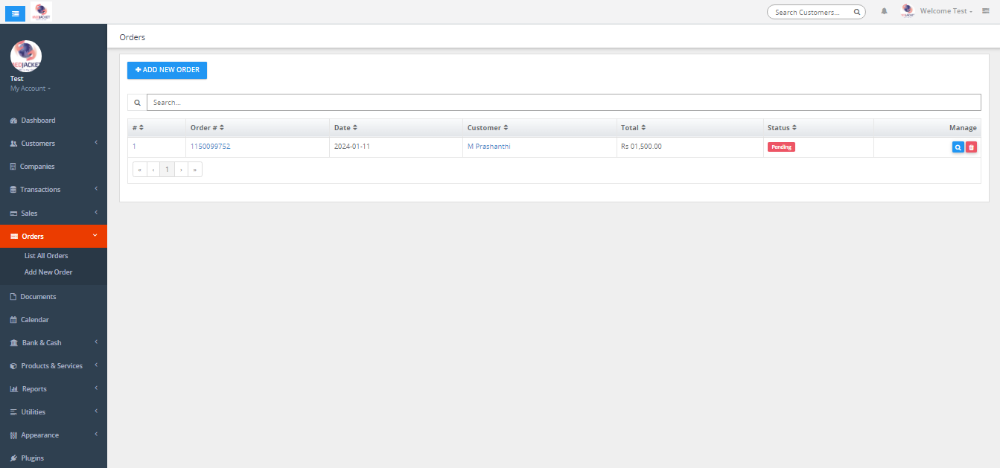 REDJACKET
Search Customers...
Welcome Test
REDJACKET
Test
My Account
Dashboard
Customers
Companies
Transactions
Sales
Orders
List All Orders
Add New Order
Documents
Calendar
Bank & Cash
Products & Services
Reports
Utilities
Appearance
Plugins
Orders
+ ADD NEW ORDER
Search...
# Order # Date Customer Total Status Manage
1 1150099752 2024-01-11 M Prashanthi Rs 01,500.00 Pending
« ‹ 1 › »